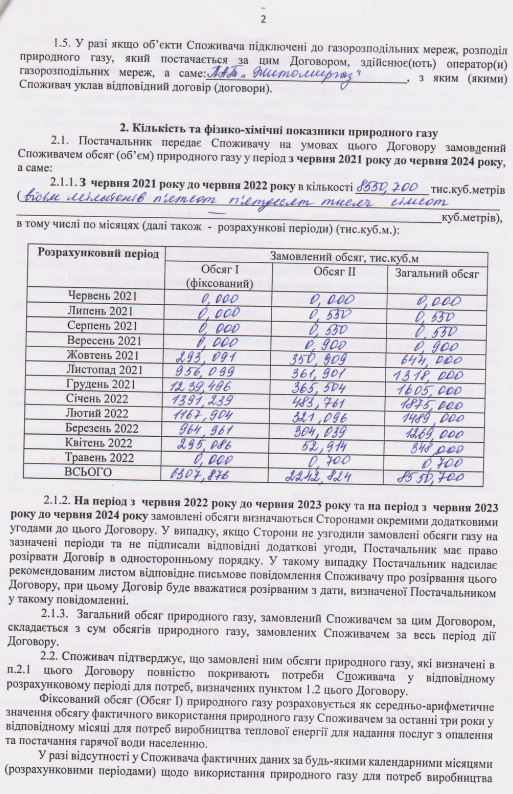 2
1.5. У разі якщо об'єкти Споживача підключені до газорозподільних мереж, розподіл
природного газу, який постачається за цим Договором, здійснює(ють) оператор(и)
газорозподільних мереж, а саме: ПАТ „Житомиргаз", з яким (якими)
Споживач уклав відповідний договір (договори).
2. Кількість та фізико-хімічні показники природного газу
2.1. Постачальник передає Споживачу на умовах цього Договору замовлений
Споживачем обсяг (об'єм) природного газу у період з червня 2021 року до червня 2024 року,
а саме:
2.1.1. З червня 2021 року до червня 2022 року в кількості 8550,700 тис.куб.метрів
(вісім мільйонів п'ятсот п'ятдесят тисяч сімсот
куб.метрів),
в тому числі по місяцях (далі також - розрахункові періоди) (тис.куб.м.):
Розрахунковий період Замовлений обсяг, тис.куб.м
Обсяг І (фіксований) Обсяг ІІ Загальний обсяг
Червень 2021 0,000 0,000 0,000
Липень 2021 0,000 0,550 0,550
Серпень 2021 0,000 0,550 0,550
Вересень 2021 0,000 0,900 0,900
Жовтень 2021 293,091 350,909 644,000
Листопад 2021 956,099 361,901 1318,000
Грудень 2021 1239,496 365,504 1605,000
Січень 2022 1391,239 483,761 1875,000
Лютий 2022 1167,904 321,096 1489,000
Березень 2022 964,961 304,039 1269,000
Квітень 2022 295,086 52,914 348,000
Травень 2022 0,000 0,700 0,700
ВСЬОГО 6307,876 2242,824 8550,700
2.1.2. На період з червня 2022 року до червня 2023 року та на період з червня 2023
року до червня 2024 року замовлені обсяги визначаються Сторонами окремими додатковими
угодами до цього Договору. У випадку, якщо Сторони не узгодили замовлені обсяги газу на
зазначені періоди та не підписали відповідні додаткові угоди, Постачальник має право
розірвати Договір в односторонньому порядку. У такому випадку Постачальник надсилає
рекомендованим листом відповідне письмове повідомлення Споживачу про розірвання цього
Договору, при цьому Договір буде вважатися розірваним з дати, визначеної Постачальником
у такому повідомленні.
2.1.3. Загальний обсяг природного газу, замовлений Споживачем за цим Договором,
складається з сум обсягів природного газу, замовлених Споживачем за весь період дії
Договору.
2.2. Споживач підтверджує, що замовлені ним обсяги природного газу, які визначені в
п.2.1 цього Договору повністю покривають потреби Споживача у відповідному
розрахунковому періоді для потреб, визначених пунктом 1.2 цього Договору.
Фіксований обсяг (Обсяг І) природного газу розраховується як середньо-арифметичне
значення обсягу фактичного використання природного газу Споживачем за останні три роки у
відповідному місяці для потреб виробництва теплової енергії для надання послуг з опалення
та постачання гарячої води населенню.
У разі відсутності у Споживача фактичних даних за будь-якими календарними місяцями
(розрахунковими періодами) щодо використання природного газу для потреб виробництва